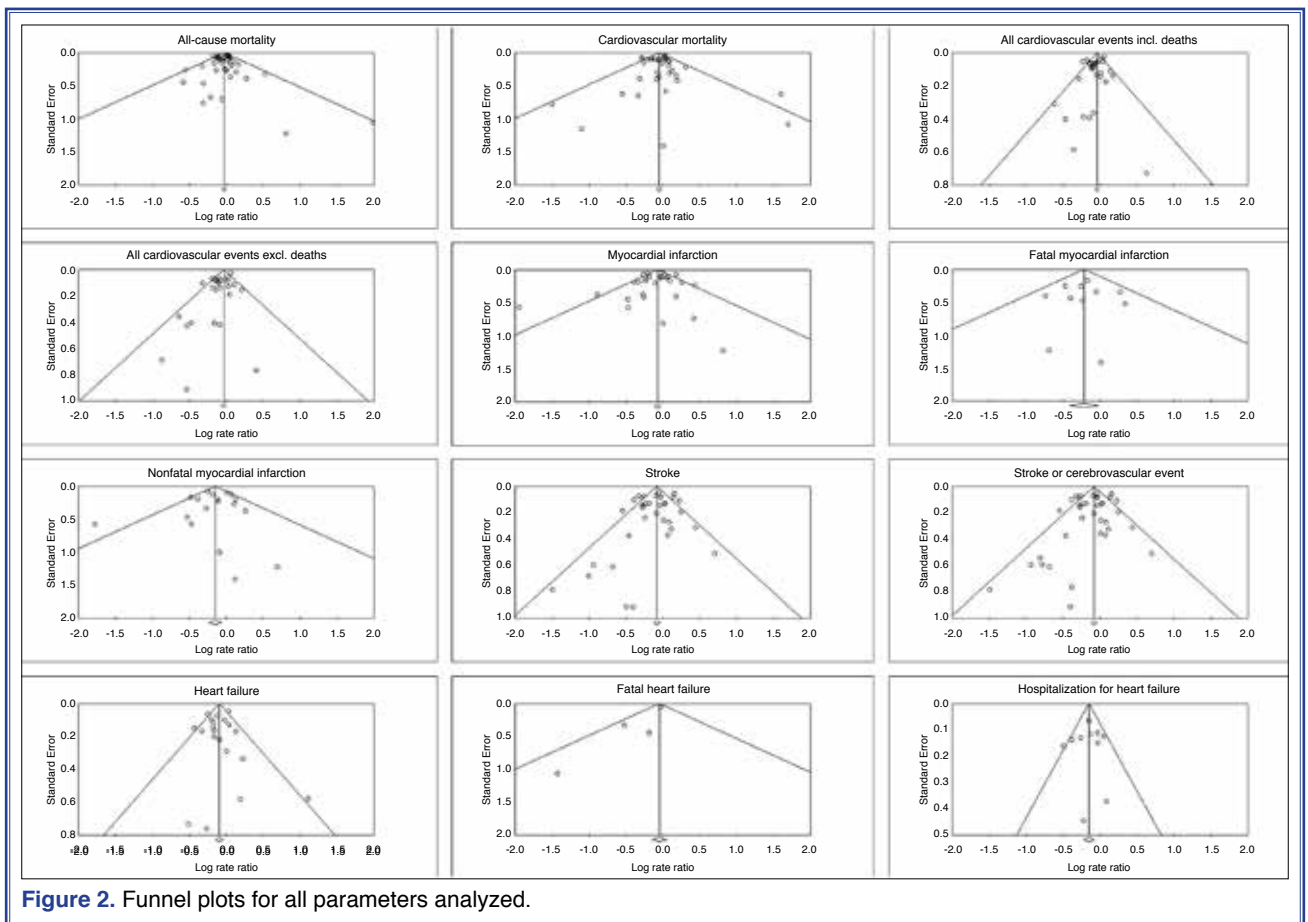 All-cause mortality
Standard Error
0.0
0.5
1.0
1.5
2.0
-2.0 -1.5 -1.0 -0.5 0.0 0.5 1.0 1.5 2.0
Log rate ratio
Cardiovascular mortality
Standard Error
0.0
0.5
1.0
1.5
2.0
-2.0 -1.5 -1.0 -0.5 0.0 0.5 1.0 1.5 2.0
Log rate ratio
All cardiovascular events incl. deaths
Standard Error
0.0
0.2
0.4
0.6
0.8
-2.0 -1.5 -1.0 -0.5 0.0 0.5 1.0 1.5 2.0
Log rate ratio
All cardiovascular events excl. deaths
Standard Error
0.0
0.2
0.4
0.6
0.8
1.0
-2.0 -1.5 -1.0 -0.5 0.0 0.5 1.0 1.5 2.0
Log rate ratio
Myocardial infarction
Standard Error
0.0
0.5
1.0
1.5
2.0
-2.0 -1.5 -1.0 -0.5 0.0 0.5 1.0 1.5 2.0
Log rate ratio
Fatal myocardial infarction
Standard Error
0.0
0.5
1.0
1.5
2.0
-2.0 -1.5 -1.0 -0.5 0.0 0.5 1.0 1.5 2.0
Log rate ratio
Nonfatal myocardial infarction
Standard Error
0.0
0.5
1.0
1.5
2.0
-2.0 -1.5 -1.0 -0.5 0.0 0.5 1.0 1.5 2.0
Log rate ratio
Stroke
Standard Error
0.0
0.2
0.4
0.6
0.8
1.0
-2.0 -1.5 -1.0 -0.5 0.0 0.5 1.0 1.5 2.0
Log rate ratio
Stroke or cerebrovascular event
Standard Error
0.0
0.2
0.4
0.6
0.8
1.0
-2.0 -1.5 -1.0 -0.5 0.0 0.5 1.0 1.5 2.0
Log rate ratio
Heart failure
Standard Error
0.0
0.2
0.4
0.6
0.8
-2.0 -1.5 -1.0 -0.5 0.0 0.5 1.0 1.5 2.0
Log rate ratio
Fatal heart failure
Standard Error
0.0
0.5
1.0
1.5
2.0
-2.0 -1.5 -1.0 -0.5 0.0 0.5 1.0 1.5 2.0
Log rate ratio
Hospitalization for heart failure
Standard Error
0.0
0.1
0.2
0.3
0.4
0.5
-2.0 -1.5 -1.0 -0.5 0.0 0.5 1.0 1.5 2.0
Log rate ratio
Figure 2. Funnel plots for all parameters analyzed.